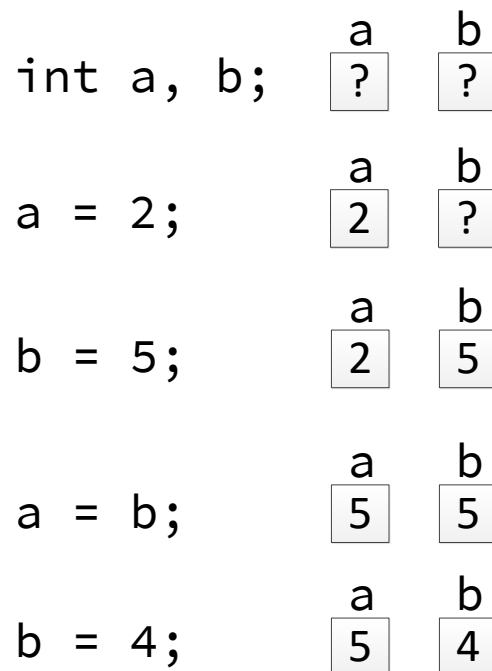 a b
int a, b; ? ?
a b
a = 2; 2 ?
a b
b = 5; 2 5
a b
a = b; 5 5
a b
b = 4; 5 4